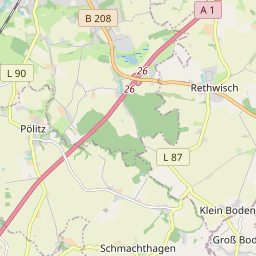 A 1
B 208
26
L 90
26
Rethwisch
Pölitz
L 87
Klein Boden
Schmachthagen
Groß Bod